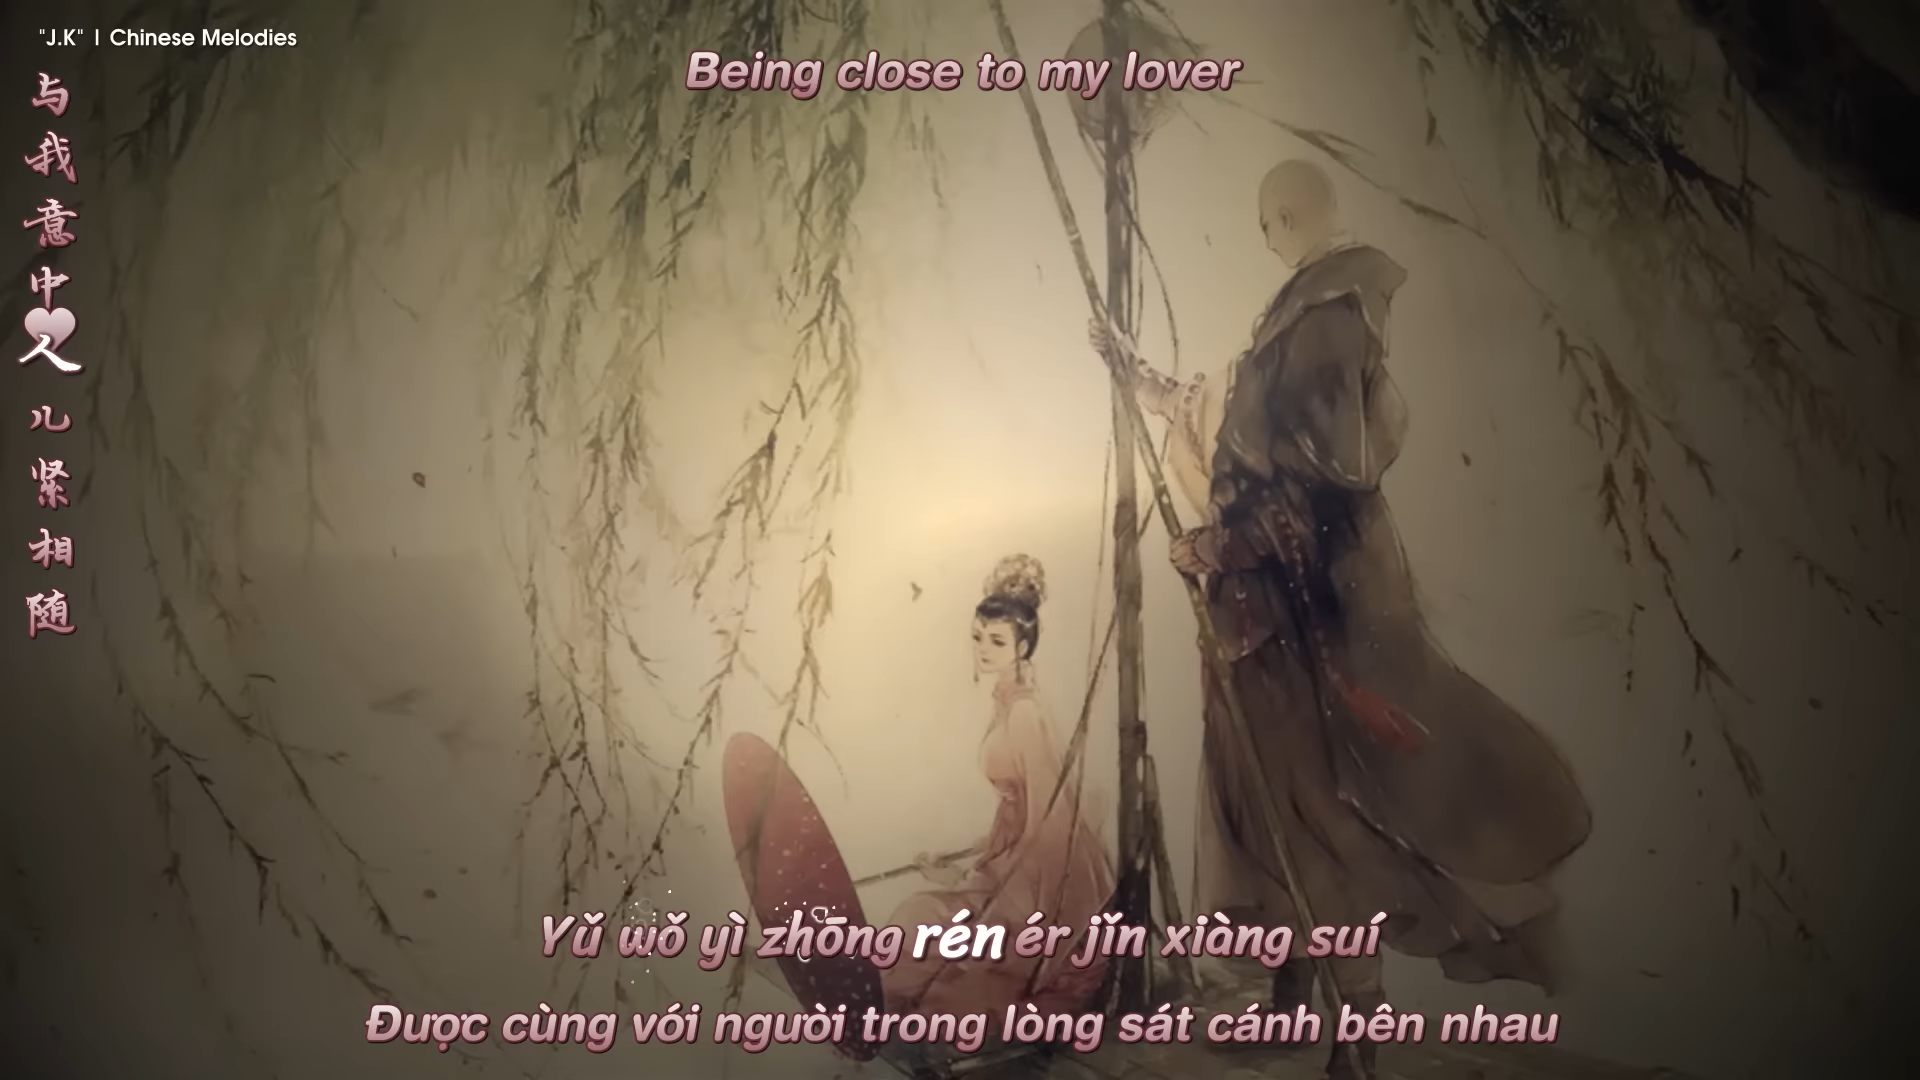 "J.K" | Chinese Melodies
Being close to my lover
与我意中人儿紧相随
Yǔ wǒ yì zhōng rén ér jǐn xiàng suí
Được cùng với người trong lòng sát cánh bên nhau